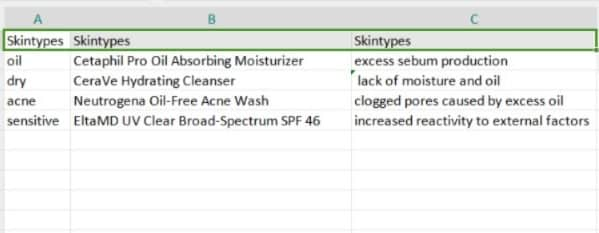 A B C
Skintypes Skintypes Skintypes
oil Cetaphil Pro Oil Absorbing Moisturizer excess sebum production
dry CeraVe Hydrating Cleanser lack of moisture and oil
acne Neutrogena Oil-Free Acne Wash clogged pores caused by excess oil
sensitive EltaMD UV Clear Broad-Spectrum SPF 46 increased reactivity to external factors